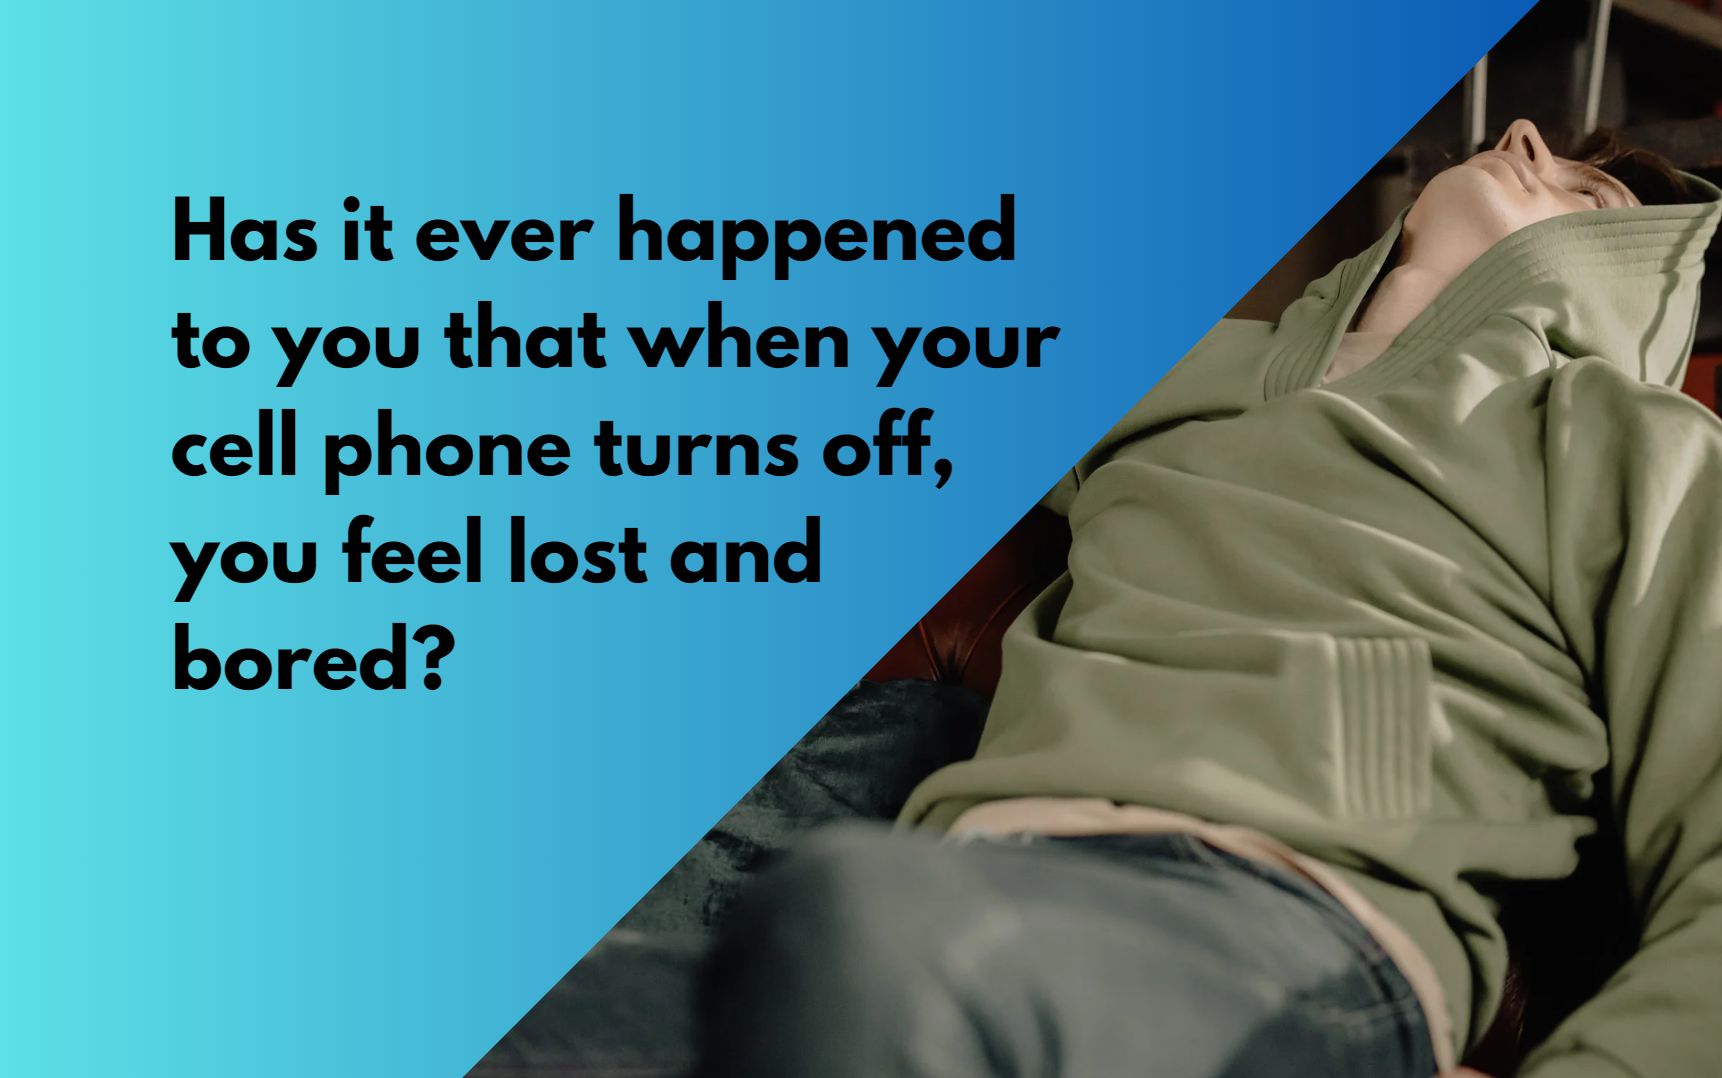 Has it ever happened
to you that when your
cell phone turns off,
you feel lost and
bored?